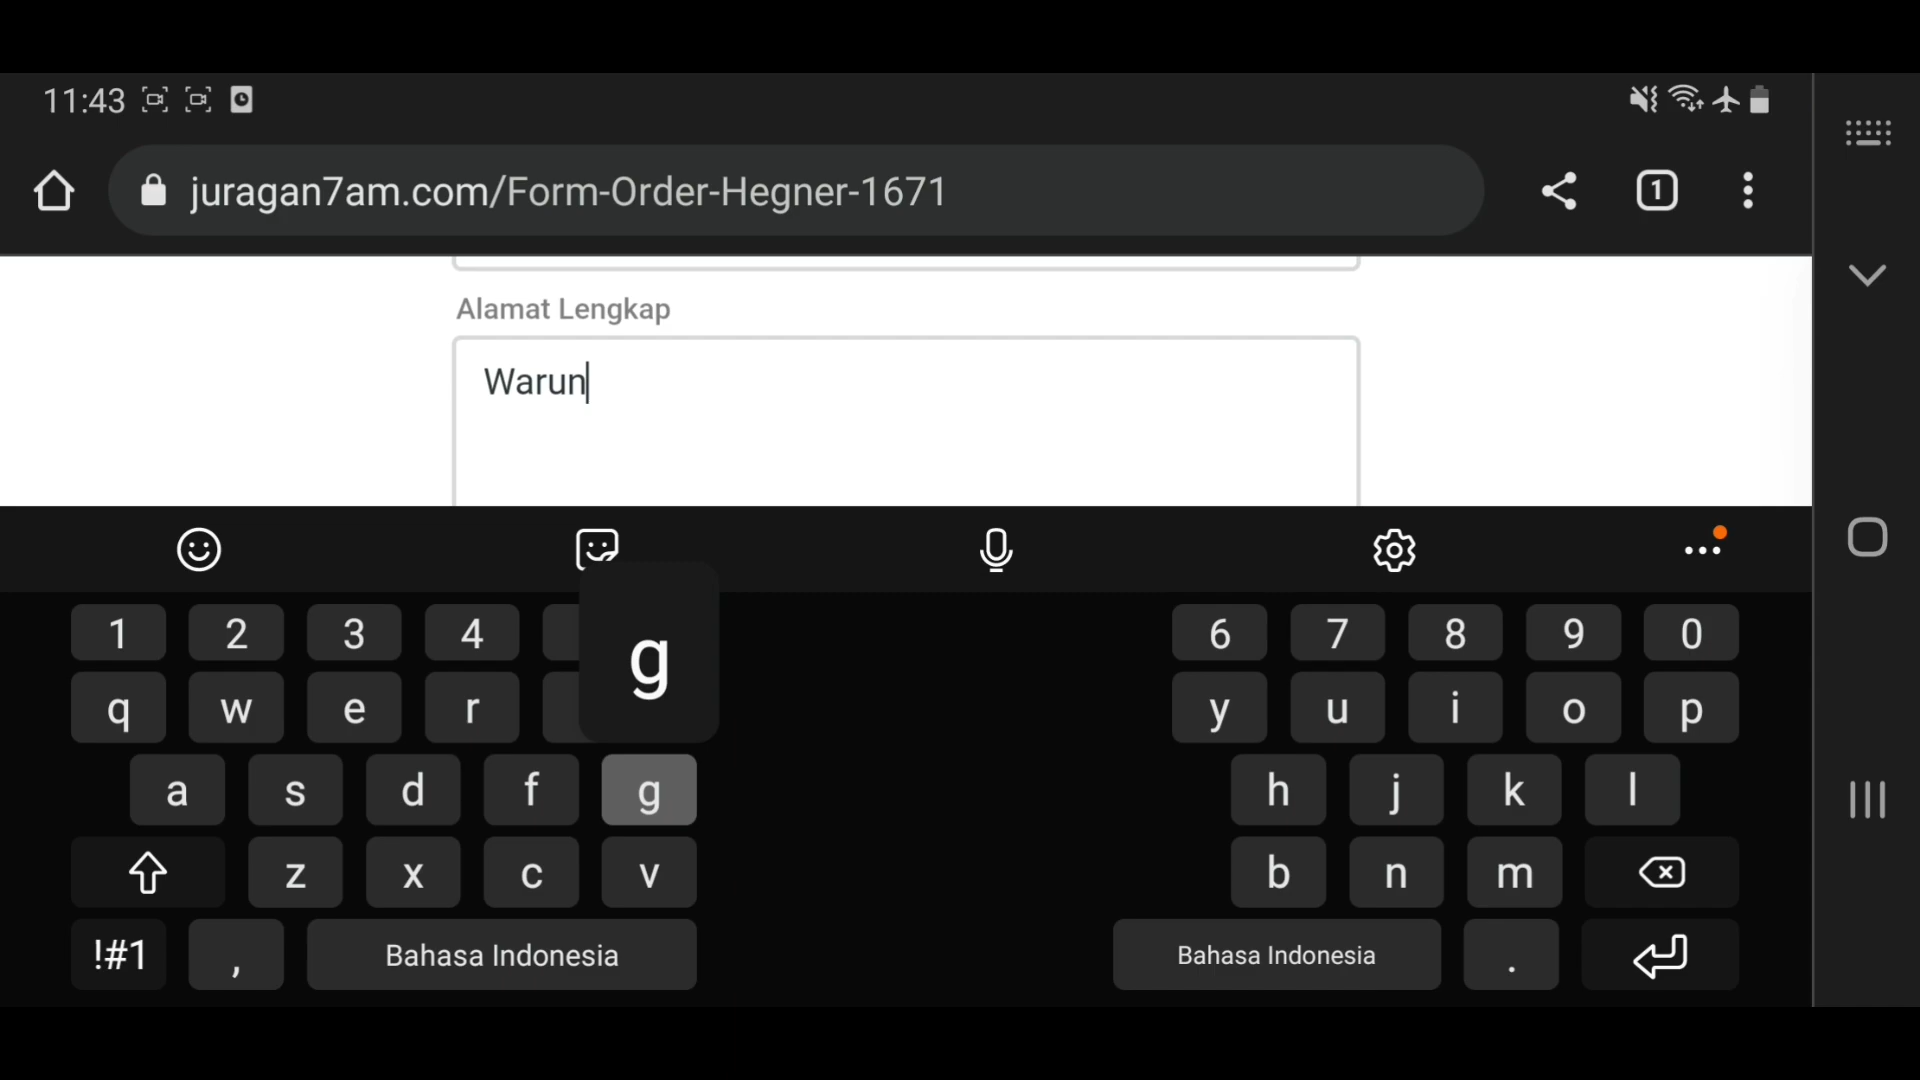 11:43
juragan7am.com/Form-Order-Hegner-1671
1
Alamat Lengkap
Warun
g
1 2 3 4 6 7 8 9 0
q w e r y u i o p
a s d f g h j k l
z x c v b n m
!#1 , Bahasa Indonesia Bahasa Indonesia .